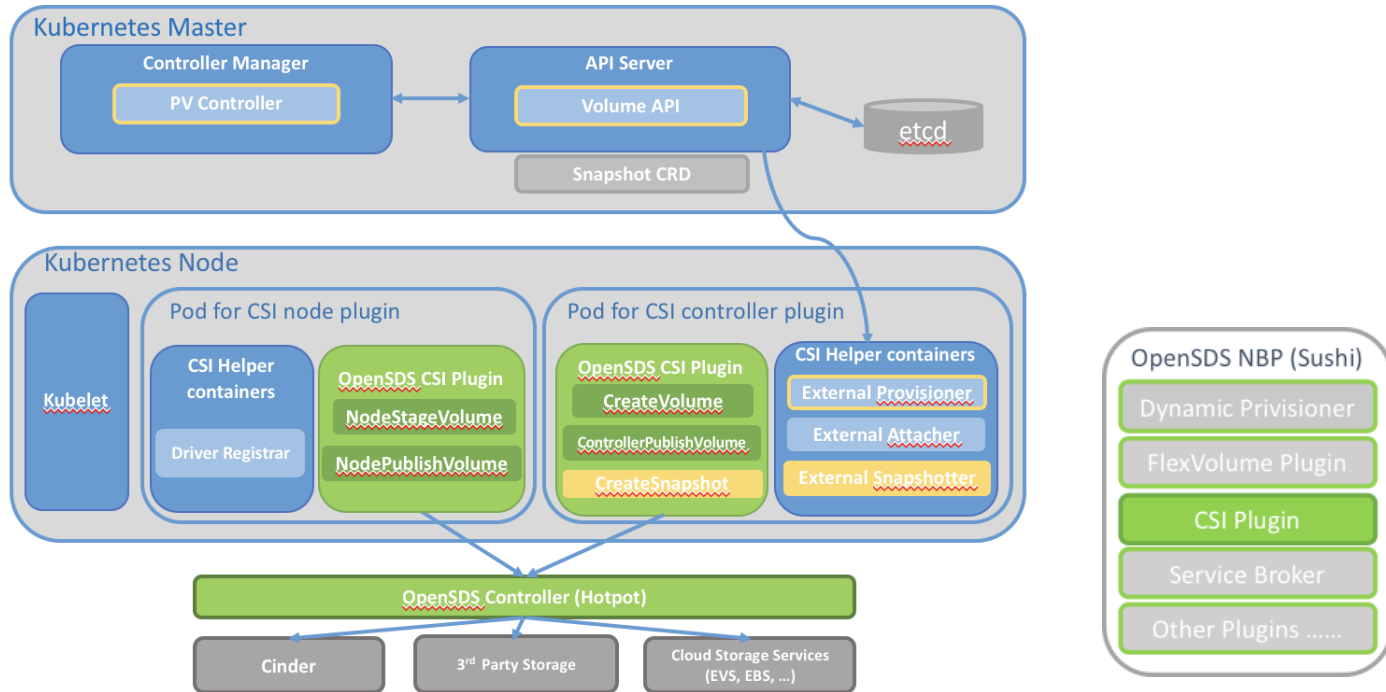 Kubernetes Master
Controller Manager
PV Controller
API Server
Volume API
etcd
Snapshot CRD
Kubernetes Node
Kubelet
Pod for CSI node plugin
CSI Helper
containers
Driver Registrar
OpenSDS CSI Plugin
NodeStageVolume
NodePublishVolume
Pod for CSI controller plugin
OpenSDS CSI Plugin
CreateVolume
ControllerPublishVolume
CreateSnapshot
CSI Helper containers
External Provisioner
External Attacher
External Snapshotter
OpenSDS Controller (Hotpot)
Cinder
3rd Party Storage
Cloud Storage Services
(EVS, EBS, ...)
OpenSDS NBP (Sushi)
Dynamic Privisioner
FlexVolume Plugin
CSI Plugin
Service Broker
Other Plugins ......